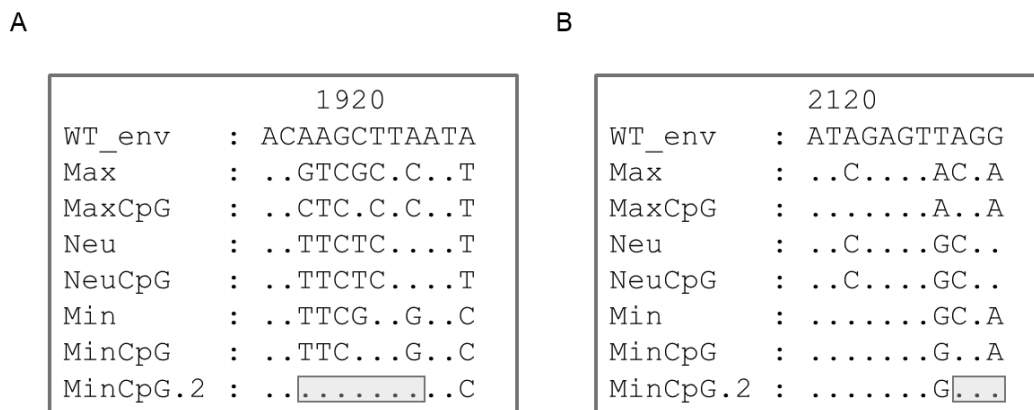 A
1920
WT_env : ACAAGCTTAATA
Max : ..GTCGC.C..T
MaxCpG : ..CTC.C.C..T
Neu : ..TTCTC....T
NeuCpG : ..TTCTC....T
Min : ..TTCG..G..C
MinCpG : ..TTC...G..C
MinCpG.2 : ...........C
B
2120
WT_env : ATAGAGTTAGG
Max : ..C....AC.A
MaxCpG : .......A..A
Neu : ..C....GC..
NeuCpG : ..C....GC..
Min : .......GC.A
MinCpG : .......G..A
MinCpG.2 : .......G...